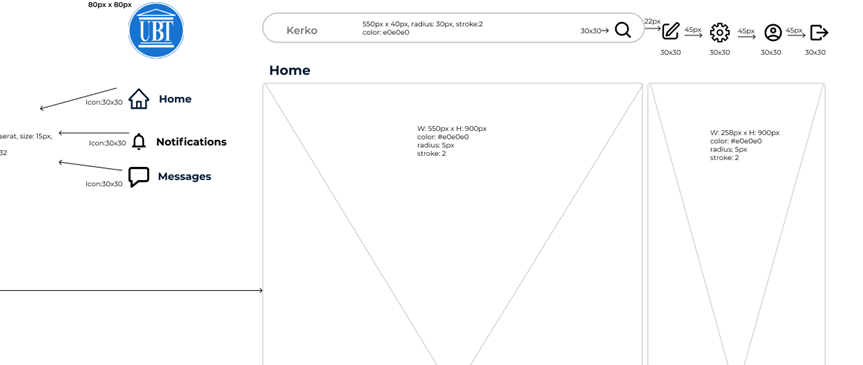 80px x 80px
UBT
Kerko
550px x 40px, radius: 30px, stroke:2
color: e0e0e0
30x30
22px
45px
45px
45px
30x30
30x30
30x30
30x30
Home
Icon:30x30
Home
serat, size: 15px,
32
Icon:30x30
Notifications
Icon:30x30
Messages
W: 550px x H: 900px
color: #e0e0e0
radius: 5px
stroke: 2
W: 258px x H: 900px
color: #e0e0e0
radius: 5px
stroke: 2